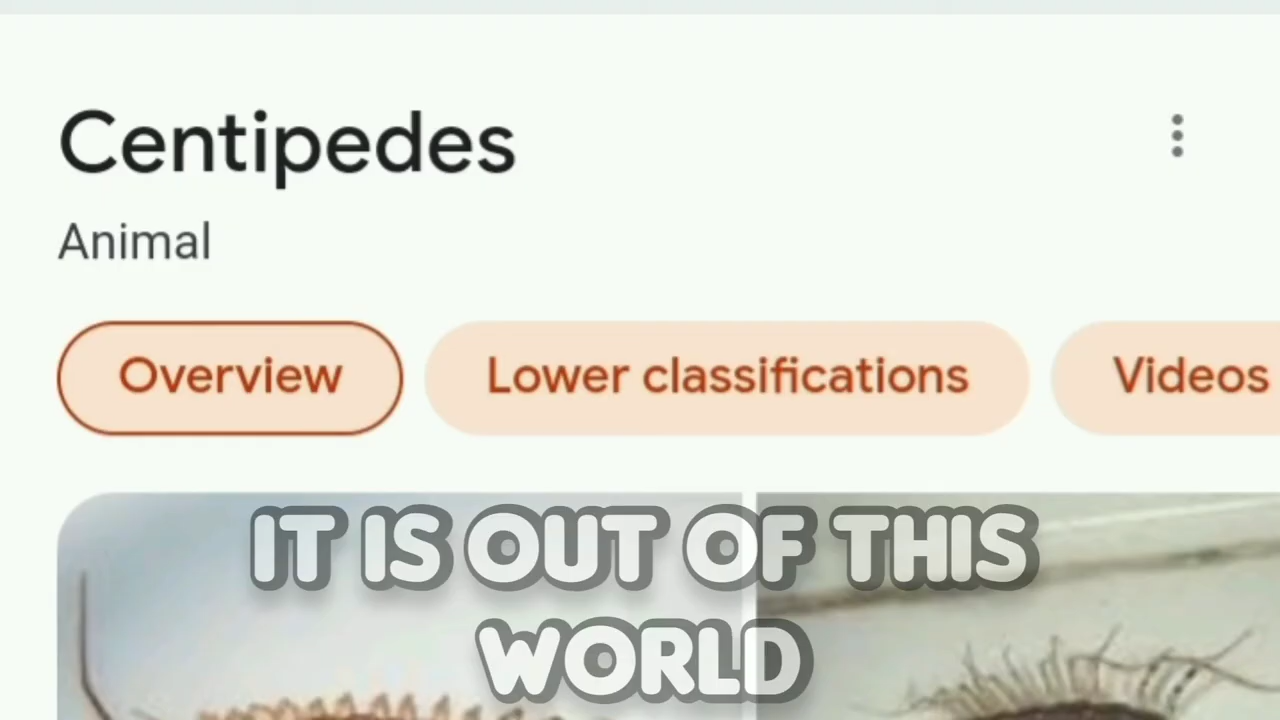 Centipedes
Animal
Overview
Lower classifications
Videos
IT IS OUT OF THIS
WORLD